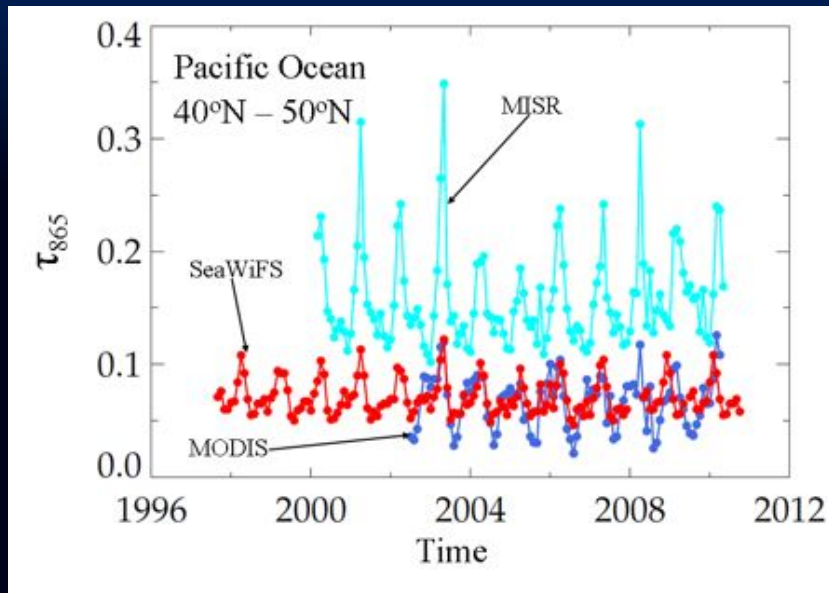 0.4
Pacific Ocean
40°N – 50°N
MISR
0.3
τ865
0.2
SeaWiFS
0.1
MODIS
0.0
1996 2000 2004 2008 2012
Time